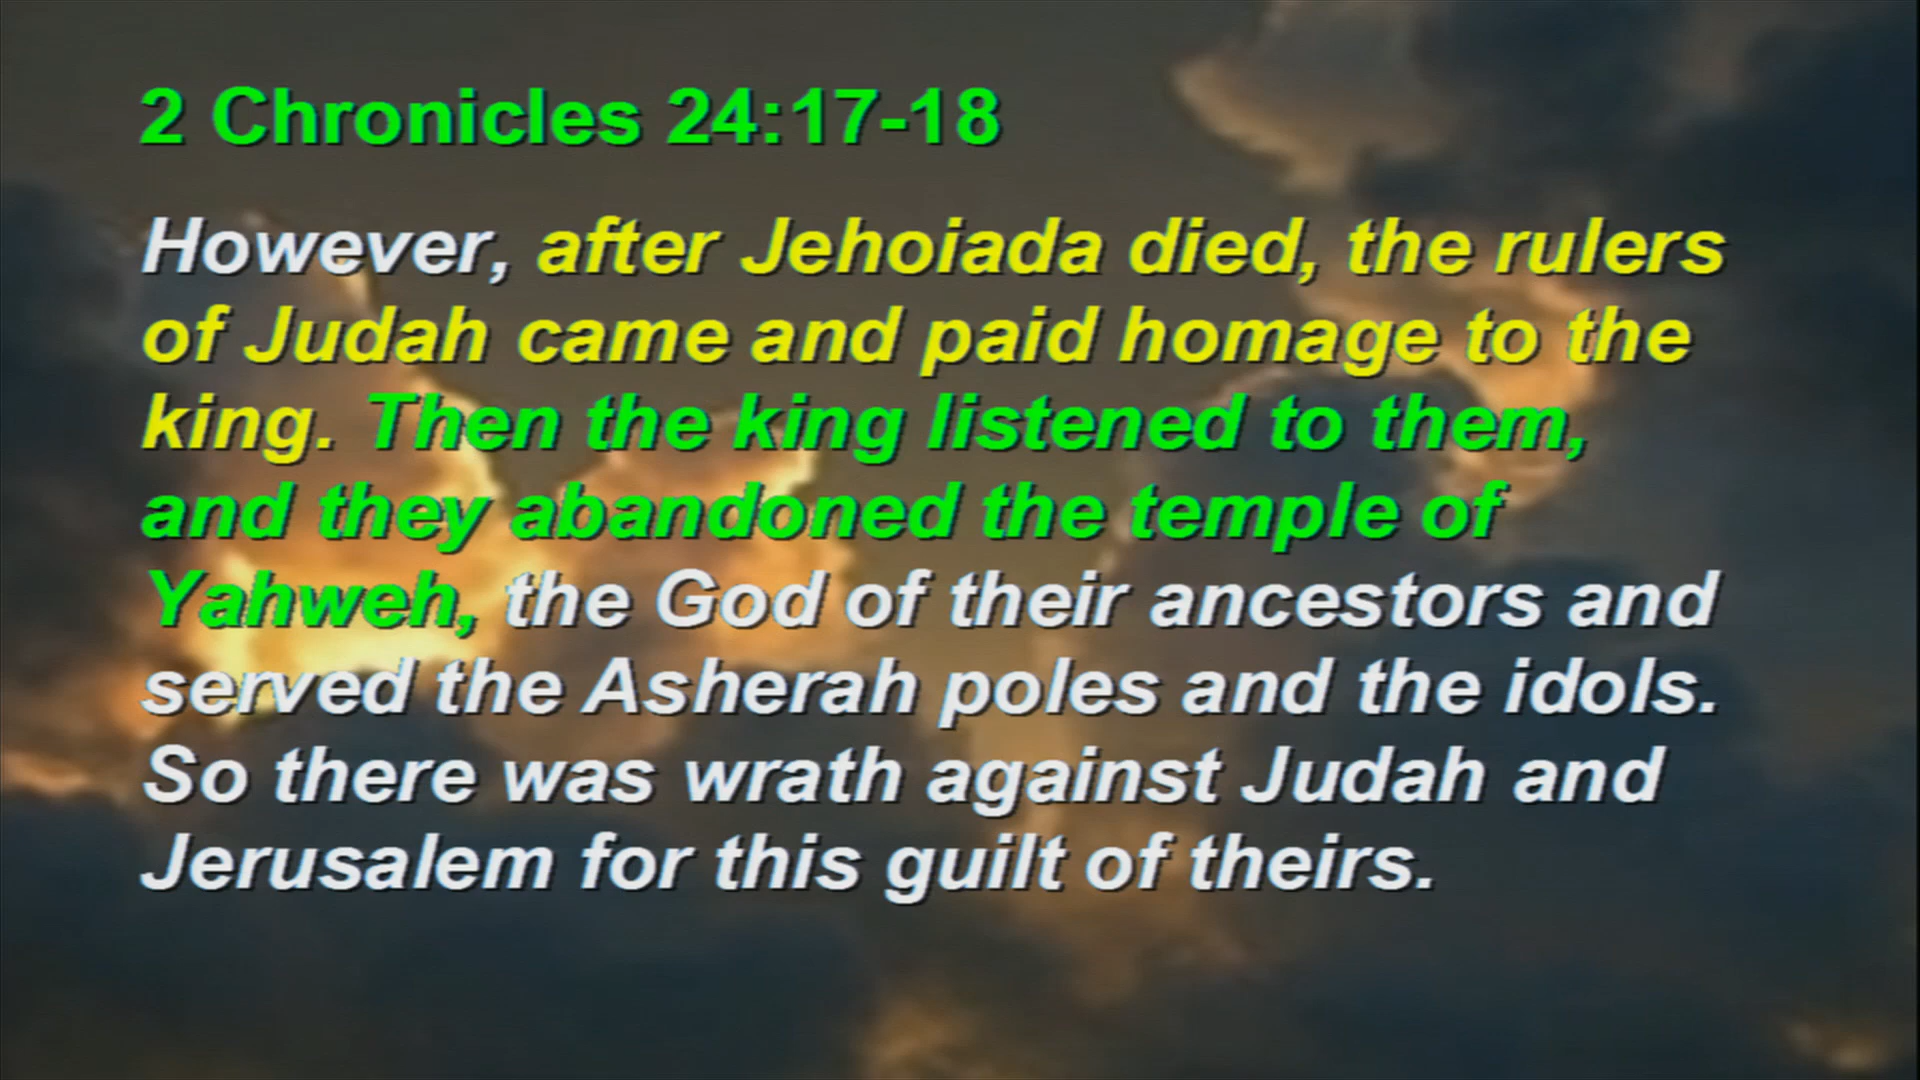 2 Chronicles 24:17-18
However, after Jehoiada died, the rulers
of Judah came and paid homage to the
king. Then the king listened to them,
and they abandoned the temple of
Yahweh, the God of their ancestors and
served the Asherah poles and the idols.
So there was wrath against Judah and
Jerusalem for this guilt of theirs.